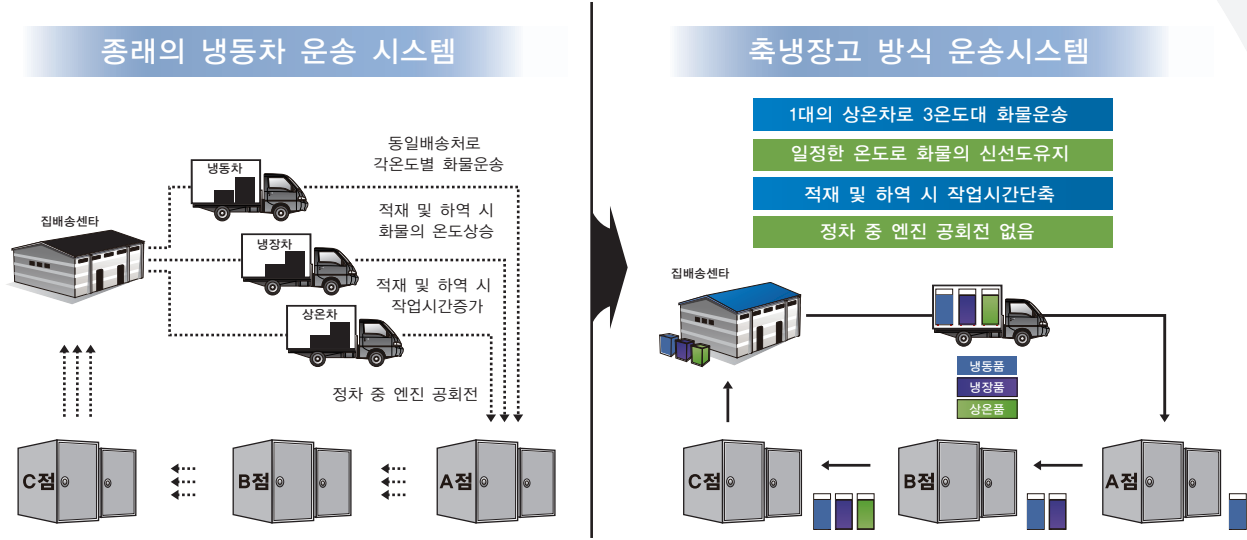 종래의 냉동차 운송 시스템
동일배송처로
각온도별 화물운송
냉동차
적재 및 하역 시
화물의 온도상승
집배송센타
냉장차
적재 및 하역 시
작업시간증가
상온차
정차 중 엔진 공회전
C점
B점
A점
축냉장고 방식 운송시스템
1대의 상온차로 3온도대 화물운송
일정한 온도로 화물의 신선도유지
적재 및 하역 시 작업시간단축
정차 중 엔진 공회전 없음
집배송센타
냉동품
냉장품
상온품
C점
B점
A점